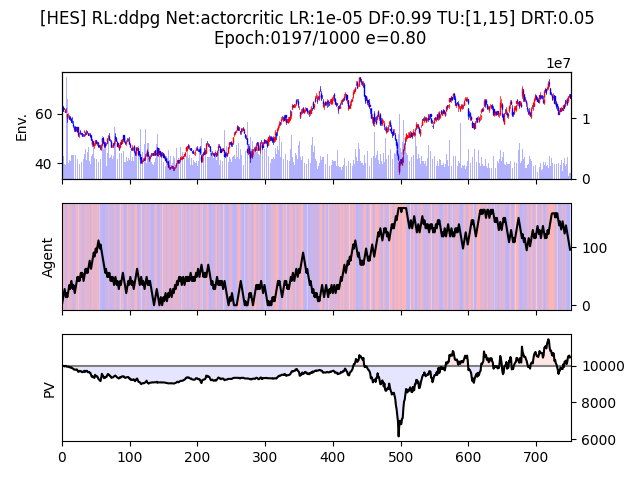 [HES] RL:ddpg Net:actorcritic LR:1e-05 DF:0.99 TU:[1,15] DRT:0.05
Epoch:0197/1000 e=0.80
1e7
Env.
60
40
1
0
Agent
100
0
PV
10000
8000
6000
0 100 200 300 400 500 600 700